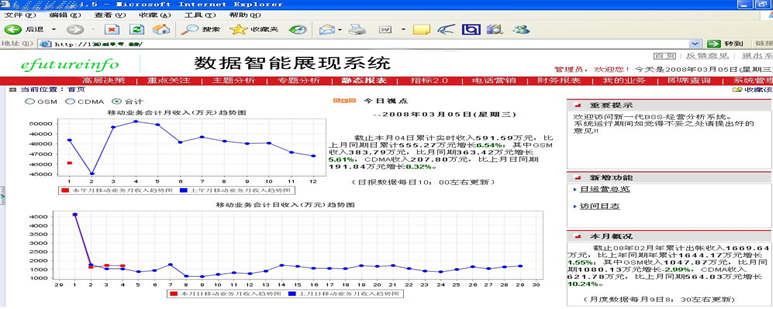 .5 - Microsoft Internet Explorer
文件(F) 编辑(E) 查看(V) 收藏(A) 工具(T) 帮助(H)
后退 搜索 收藏夹
地址(D) http:// 转到 链接
efutureinfo 数据智能展现系统 首页 反馈意见 退出系
管理员，欢迎您！今天是2008年03月05日(星期三)
高层决策 | 重点关注 | 主题分析 | 专题分析 | 静态报表 | 指标2.0 | 电话营销 | 财务报表 | 我的业务 | 即席查询 | 系统管理
当前位置：首页 收藏该
GSM CDMA 合计
移动业务合计月收入(万元)趋势图
50000
49000
48000
47000
46000
1 2 3 4 5 6 7 8 9 10 11 12
本年月移动业务月收入趋势图 上年月移动业务月收入趋势图
今日视点
--2008年03月05日(星期三)
截止本月04日累计实时收入591.59万元，比
上月同期日累计555.27万元增长6.54%；其中GSM
收入383.79万元，比月同期363.42万元增长
5.61%，CDMA收入207.80万元，比上月日同期
191.84万元增长8.32%。
（日报数据每日10：00左右更新）
移动业务合计日收入(万元)趋势图
4500
4000
3500
3000
2500
2000
1500
1000
29 1 2 3 4 5 6 7 8 9 10 11 12 13 14 15 16 17 18 19 20 21 22 23 24 25 26 27 28 29 30
本月日移动业务月收入趋势图 上月日移动业务月收入趋势图
重要提示
欢迎访问新一代BSS-经营分析系统。
系统运行期间如觉得不妥之处请提出好的
意见!!
新增功能
日运营总览
访问日志
本月概况
截止08年02月年累计出帐收入1669.64
万元，比上年同期年累计1644.17万元增长
1.55%；其中GSM收入1047.87万元，比月同
期1080.13万元增长-2.99%，CDMA收入
621.78万元，比上月日同期564.03万元增长
10.24%。
（月度数据每月9日8：30左右更新）